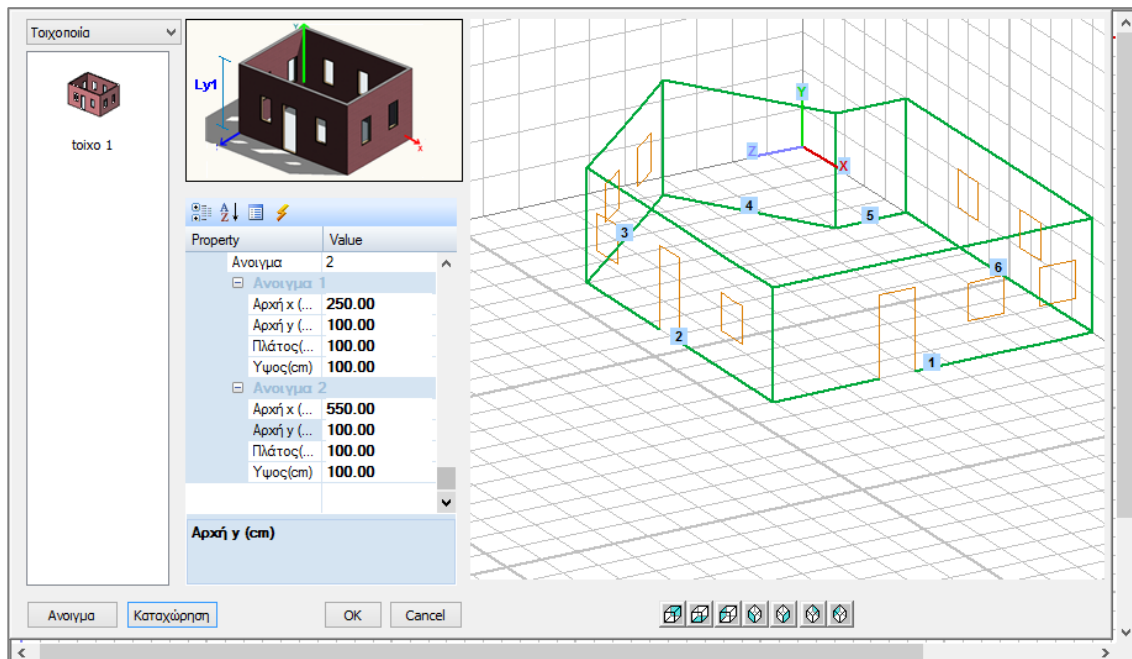 Τοιχοποιία
toixo 1
Ly1
Y
X
Property Value
Ανοιγμα 2
Ανοιγμα 1
Αρχή x (... 250.00
Αρχή y (... 100.00
Πλάτος(... 100.00
Υψος(cm) 100.00
Ανοιγμα 2
Αρχή x (... 550.00
Αρχή y (... 100.00
Πλάτος(... 100.00
Υψος(cm) 100.00
Αρχή y (cm)
Ανοιγμα Καταχώρηση OK Cancel
Y
Z
X
4
5
3
6
2
1